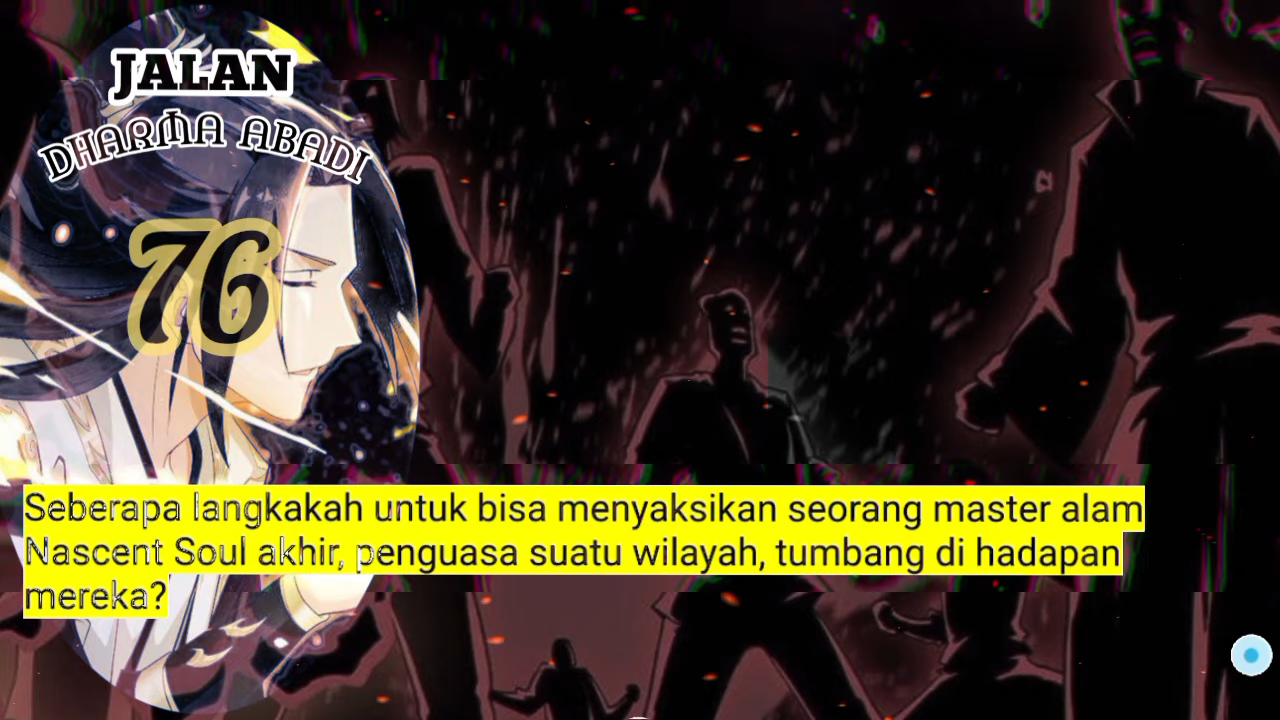 JALAN
DHARMA ABADI
76
Seberapa langkakah untuk bisa menyaksikan seorang master alam
Nascent Soul akhir, penguasa suatu wilayah, tumbang di hadapan
mereka?